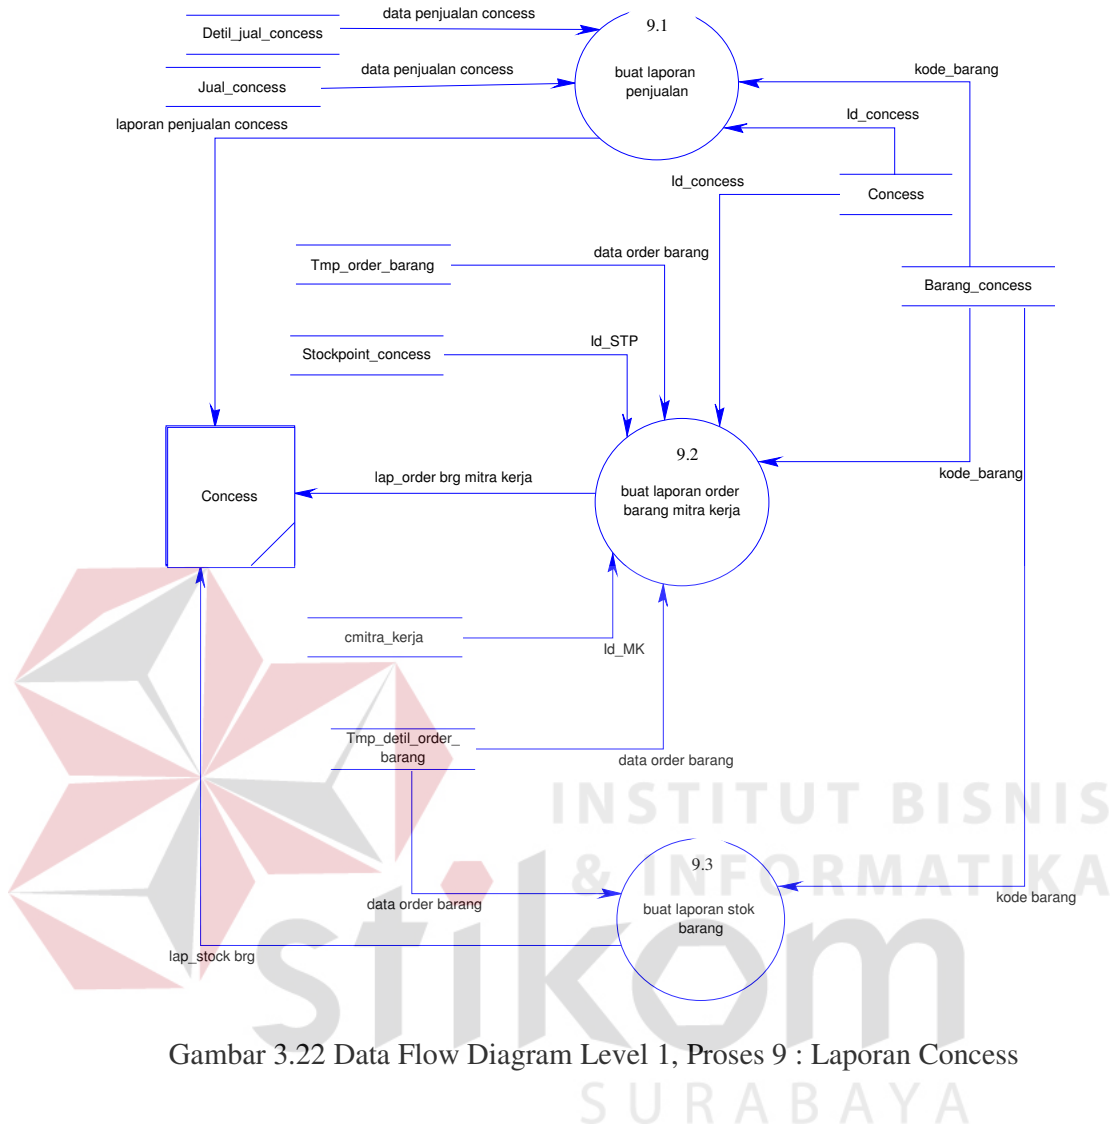 data penjualan concess
Detil_jual_concess
9.1
buat laporan
penjualan
data penjualan concess
Jual_concess
kode_barang
laporan penjualan concess
Id_concess
Id_concess
Concess
Tmp_order_barang
data order barang
Barang_concess
Stockpoint_concess
Id_STP
9.2
buat laporan order
barang mitra kerja
lap_order brg mitra kerja
kode_barang
Concess
cmitra_kerja
Id_MK
Tmp_detil_order_
barang
data order barang
INSTITUT BISNIS
& INFORMATIKA
9.3
buat laporan stok
barang
data order barang
kode barang
lap_stock brg
stikom
Gambar 3.22 Data Flow Diagram Level 1, Proses 9 : Laporan Concess
SURABAYA